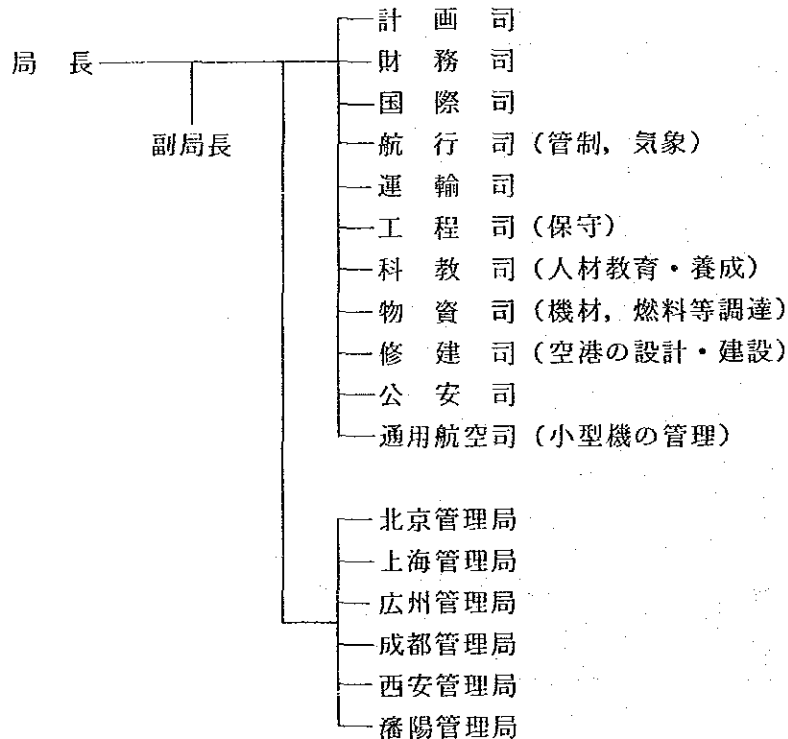 計画司
局長
財務司
国際司
副局長
航行司(管制,気象)
運輸司
工程司(保守)
科教司(人材教育・養成)
物資司(機材,燃料等調達)
修建司(空港の設計・建設)
公安司
通用航空司(小型機の管理)
北京管理局
上海管理局
広州管理局
成都管理局
西安管理局
瀋陽管理局